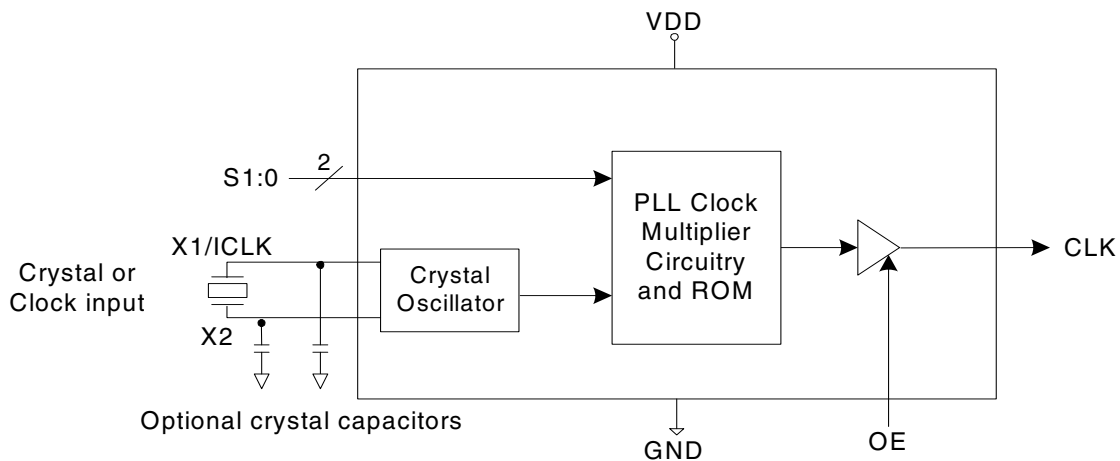 VDD
S1:0
2
PLL Clock
Multiplier
Circuitry
and ROM
CLK
X1/ICLK
Crystal or
Clock input
Crystal
Oscillator
X2
Optional crystal capacitors
GND
OE